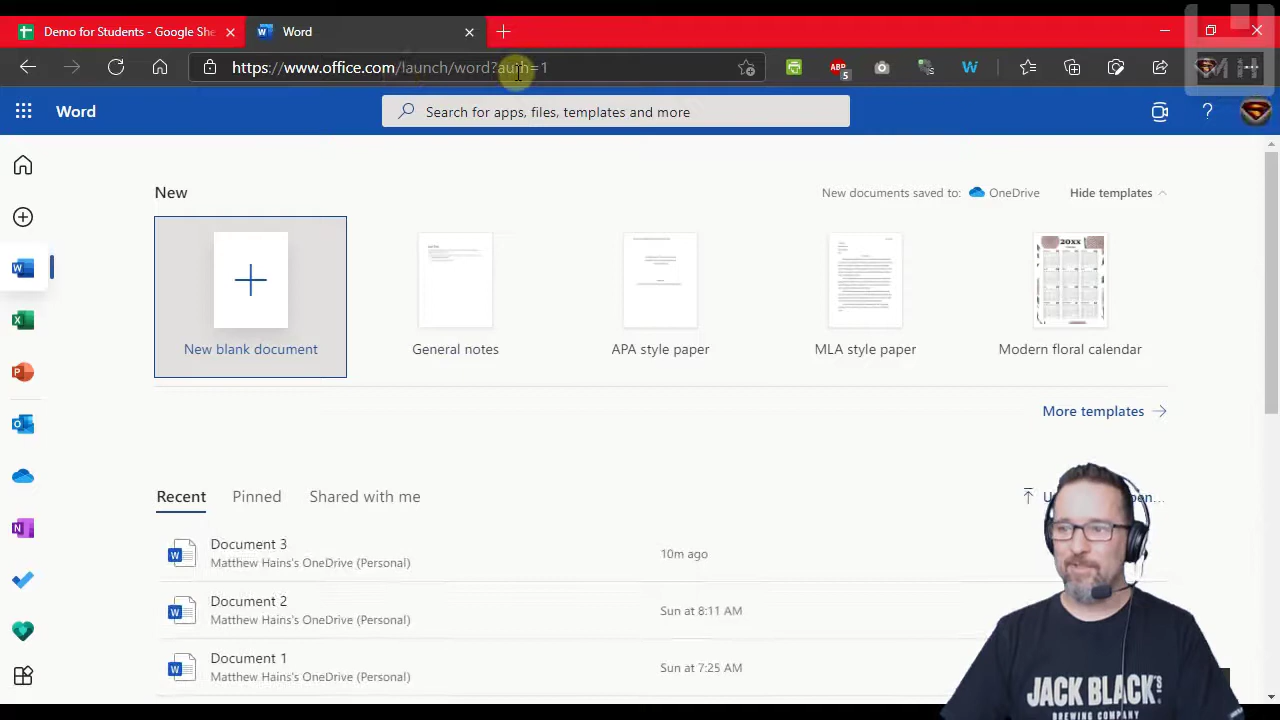 Demo for Students - Google She
Word
https://www.office.com/launch/word?auth=1
ABP
5
W
Word
Search for apps, files, templates and more
?
New
New documents saved to: OneDrive
Hide templates
20XX
New blank document
General notes
APA style paper
MLA style paper
Modern floral calendar
More templates
Recent
Pinned
Shared with me
Document 3
Matthew Hains's OneDrive (Personal)
10m ago
Document 2
Matthew Hains's OneDrive (Personal)
Sun at 8:11 AM
Document 1
Matthew Hains's OneDrive (Personal)
Sun at 7:25 AM
JACK BLACK'S
BREWING COMPANY